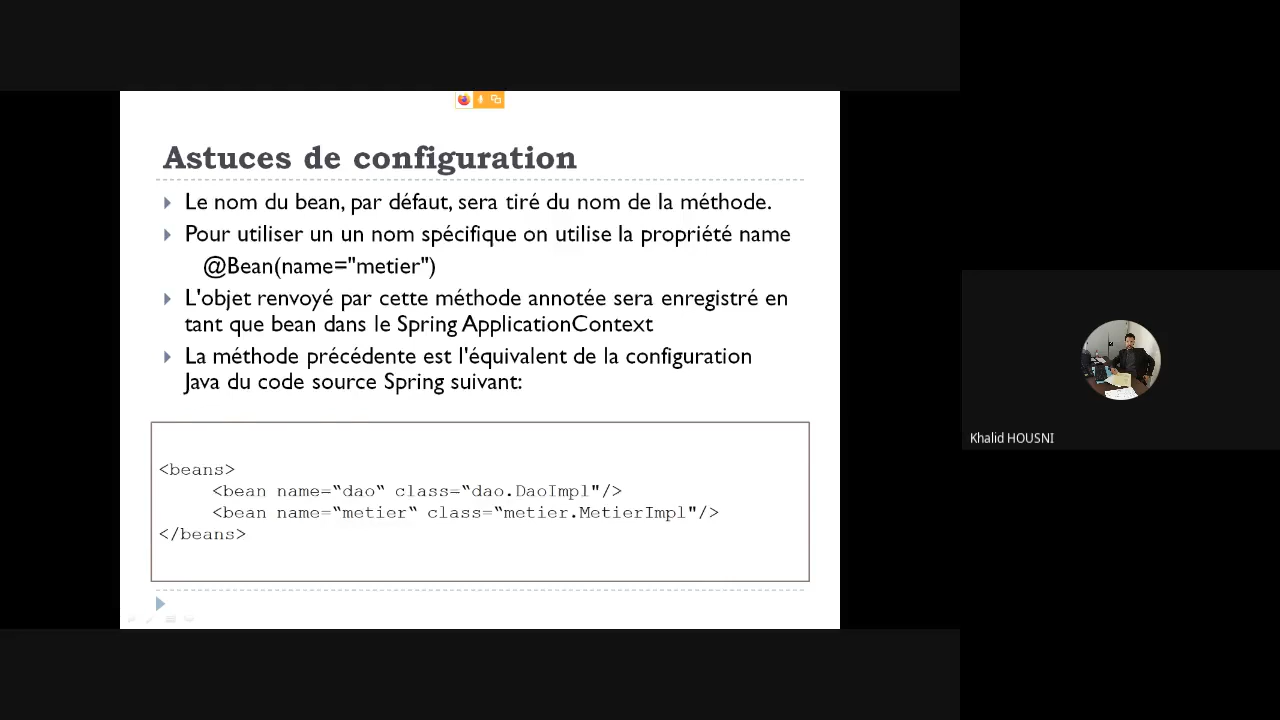 Astuces de configuration
Le nom du bean, par défaut, sera tiré du nom de la méthode.
Pour utiliser un un nom spécifique on utilise la propriété name
@Bean(name="metier")
L'objet renvoyé par cette méthode annotée sera enregistré en
tant que bean dans le Spring ApplicationContext
La méthode précédente est l'équivalent de la configuration
Java du code source Spring suivant:
<beans>
<bean name=“dao“ class=“dao.DaoImpl"/>
<bean name=“metier“ class=“metier.MetierImpl"/>
</beans>
Khalid HOUSNI